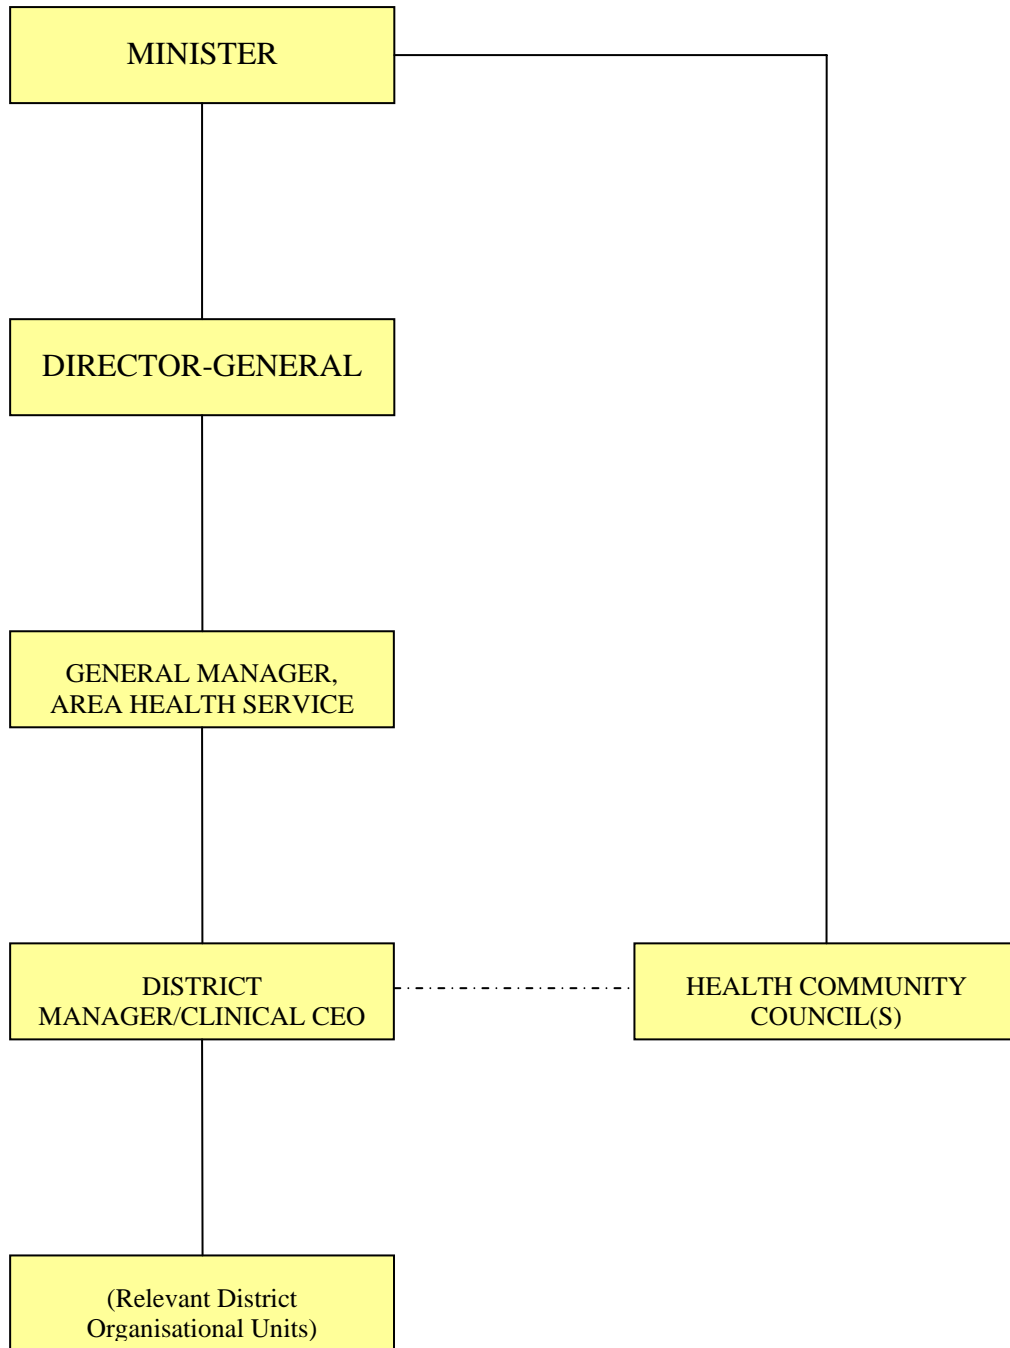 MINISTER
DIRECTOR-GENERAL
GENERAL MANAGER,
AREA HEALTH SERVICE
DISTRICT
MANAGER/CLINICAL CEO
HEALTH COMMUNITY
COUNCIL(S)
(Relevant District
Organisational Units)